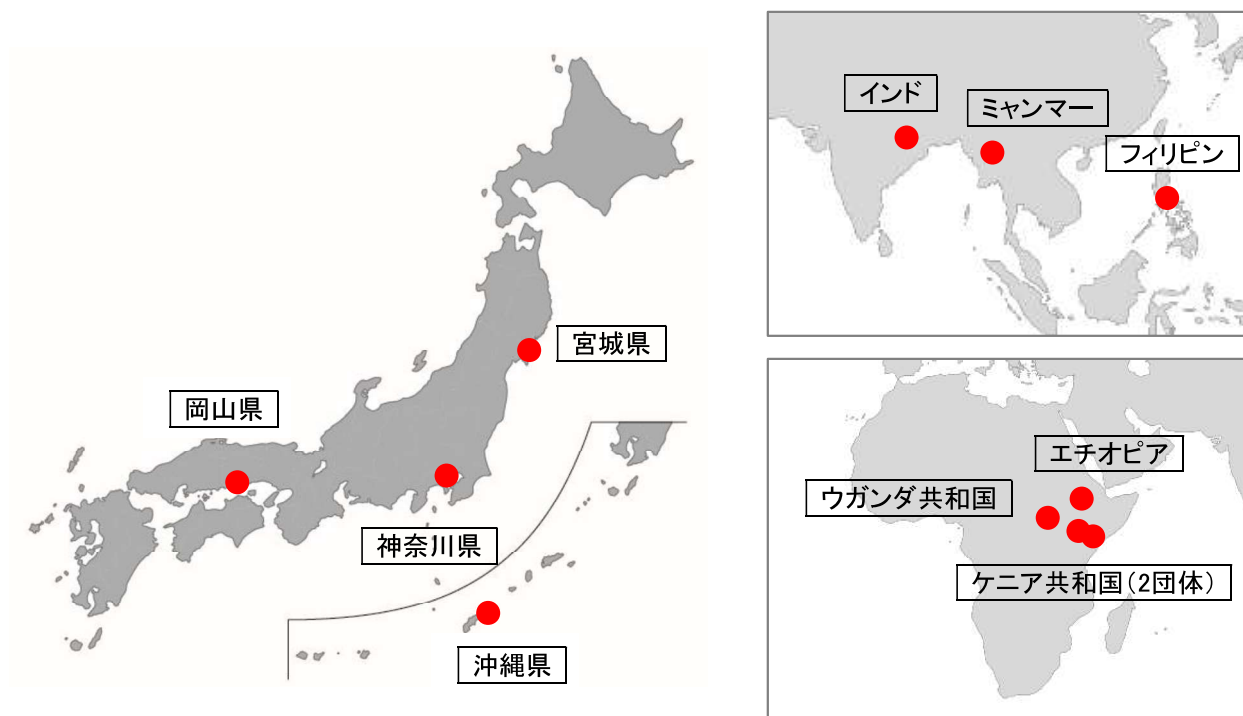 宮城県
岡山県
神奈川県
沖縄県
インド
ミャンマー
フィリピン
エチオピア
ウガンダ共和国
ケニア共和国(2団体)